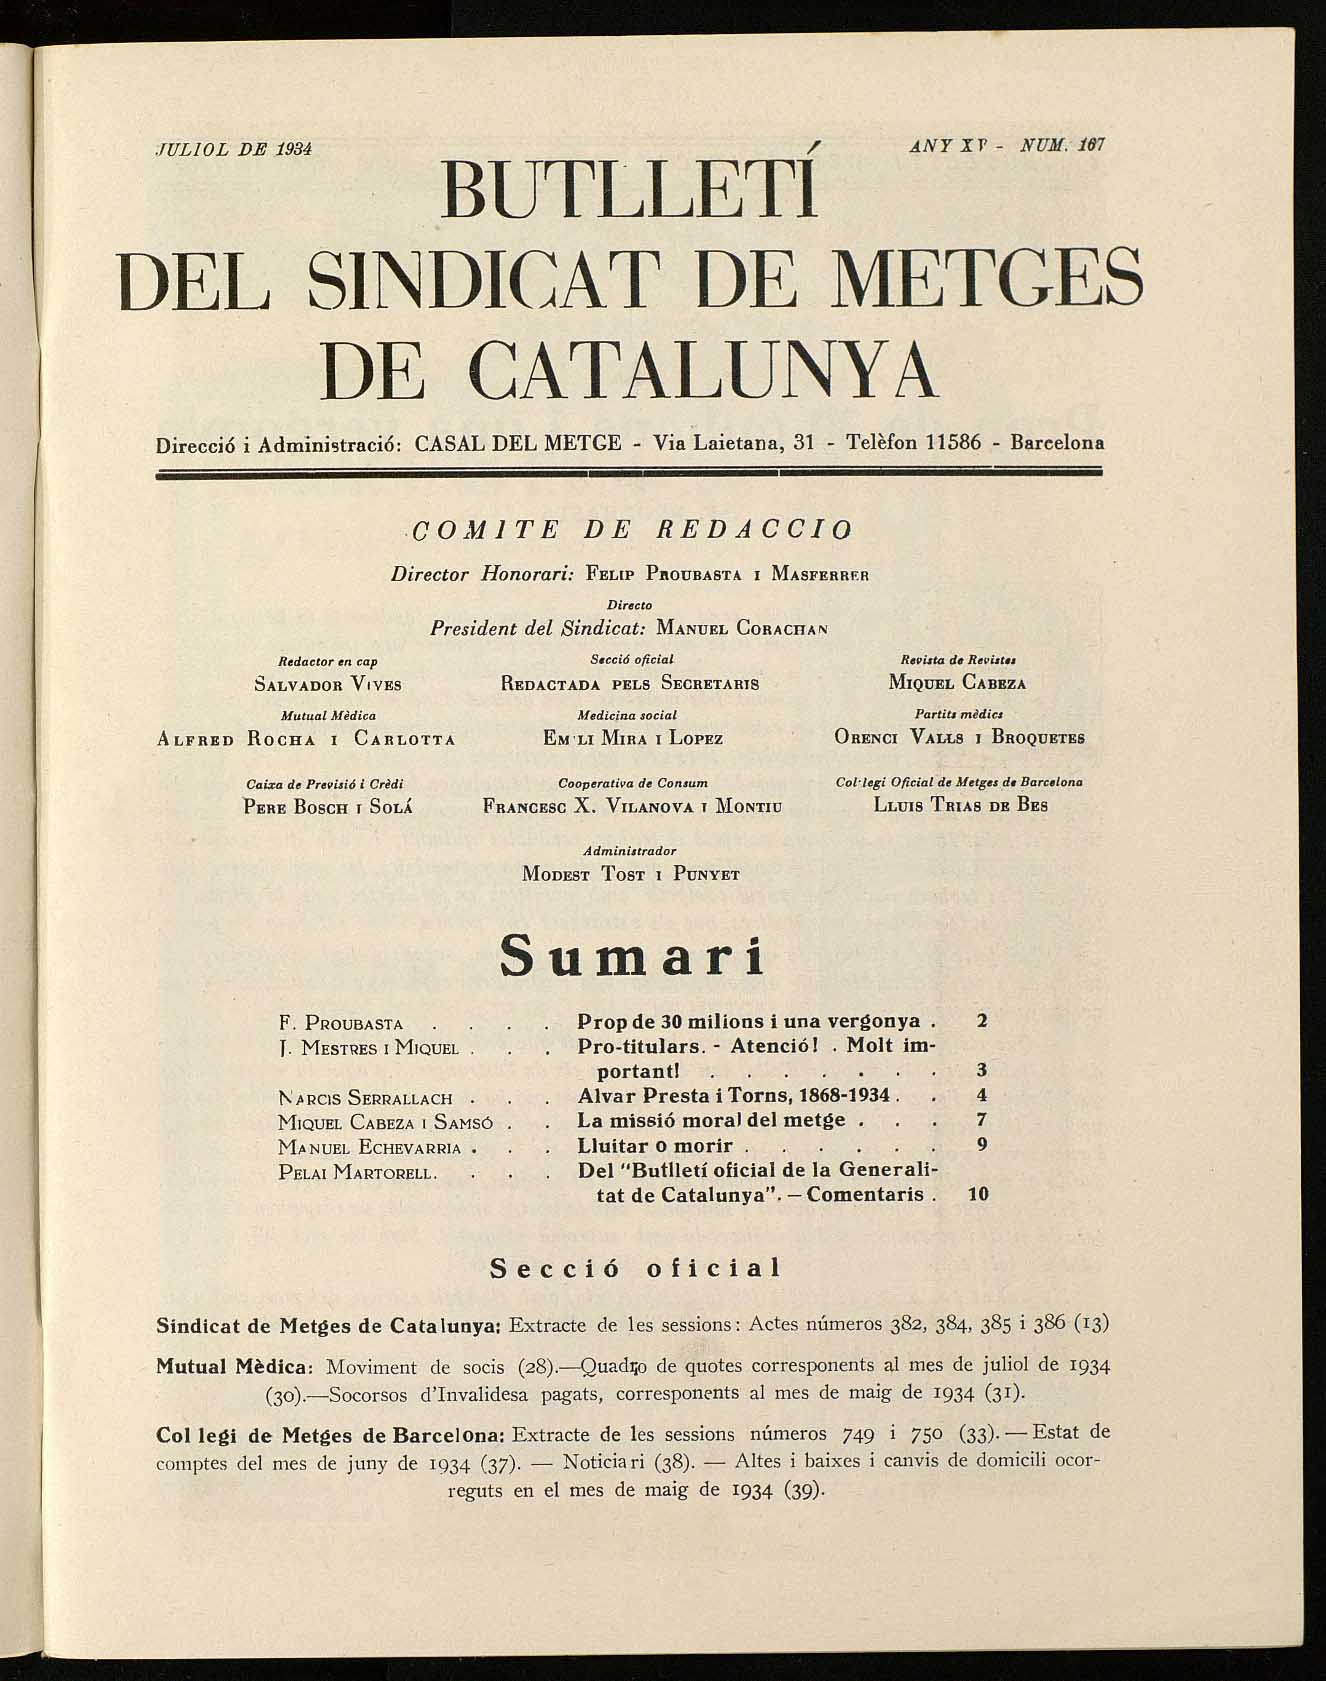 JULIOL DE 1934
ANY XV - NUM. 167
BUTLLETÍ
DEL SINDICAT DE METGES
DE CATALUNYA
Direcció i Administració: CASAL DEL METGE - Via Laietana, 31 - Telèfon 11586 - Barcelona
COMITE DE REDACCIO
Director Honorari: FELIP PROUBASTA I MASFERRER
Directo
President del Sindicat: MANUEL CORACHAN
Redactor en cap
SALVADOR VIVES
Secció oficial
REDACTADA PELS SECRETARIS
Revista de Revistes
MIQUEL CABEZA
Mutual Mèdica
ALFRED ROCHA I CARLOTTA
Medicina social
EM'LI MIRA I LOPEZ
Partits mèdics
ORENCI VALLS I BROQUETES
Caixa de Previsió i Crèdi
PERE BOSCH I SOLÁ
Cooperativa de Consum
FRANCESC X. VILANOVA I MONTIU
Col·legi Oficial de Metges de Barcelona
LLUIS TRIAS DE BES
Administrador
MODEST TOST I PUNYET
Sumari
F. PROUBASTA . . . . Prop de 30 milions i una vergonya . 2
J. MESTRES I MIQUEL . . . Pro-titulars. - Atenció! . Molt im-
portant! . . . . . . . 3
NARCIS SERRALLACH . . . Alvar Presta i Torns, 1868-1934 . . 4
MIQUEL CABEZA I SAMSÓ . . La missió moral del metge . . . 7
MANUEL ECHEVARRIA . . . Lluitar o morir . . . . . . 9
PELAI MARTORELL. . . . Del "Butlletí oficial de la Generali-
tat de Catalunya". — Comentaris . 10
Secció oficial
Sindicat de Metges de Catalunya: Extracte de les sessions: Actes números 382, 384, 385 i 386 (13)
Mutual Mèdica: Moviment de socis (28).—Quadro de quotes corresponents al mes de juliol de 1934
(30).—Socorsos d'Invalidesa pagats, corresponents al mes de maig de 1934 (31).
Col legi de Metges de Barcelona: Extracte de les sessions números 749 i 750 (33). — Estat de
comptes del mes de juny de 1934 (37). — Noticiari (38). — Altes i baixes i canvis de domicili ocor-
reguts en el mes de maig de 1934 (39).